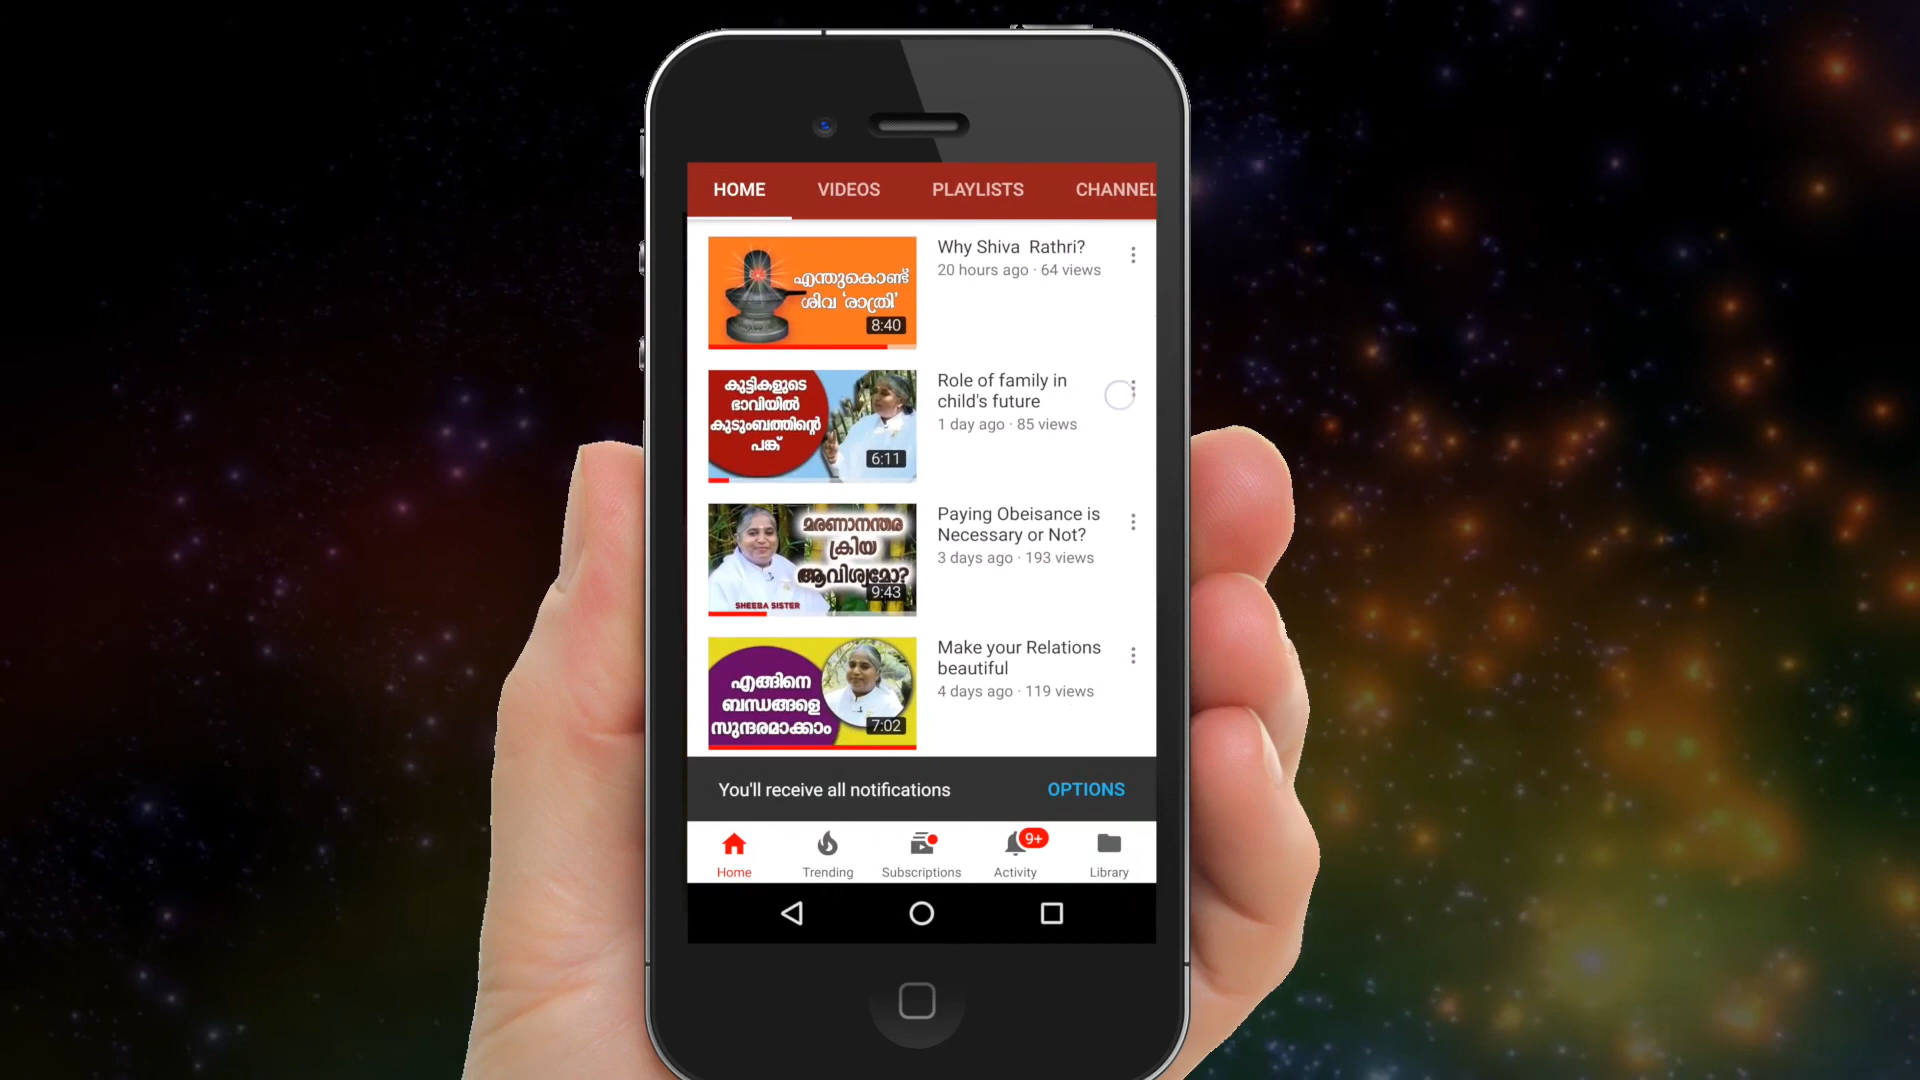 HOME VIDEOS PLAYLISTS CHANNEL
എന്തുകൊണ്ട്
ശിവ 'രാത്രി'
8:40
Why Shiva Rathri?
20 hours ago · 64 views
കുട്ടികളുടെ
ഭാവിയിൽ
കുടുംബത്തിന്റെ
പങ്ക്
6:11
Role of family in
child's future
1 day ago · 85 views
മരണാനന്തര
ക്രിയ
ആവിശ്യമോ?
9:43
SHEEBA SISTER
Paying Obeisance is
Necessary or Not?
3 days ago · 193 views
എങ്ങിനെ
ബന്ധങ്ങളെ
സുന്ദരമാക്കാം
7:02
Make your Relations
beautiful
4 days ago · 119 views
You'll receive all notifications OPTIONS
9+
Home Trending Subscriptions Activity Library